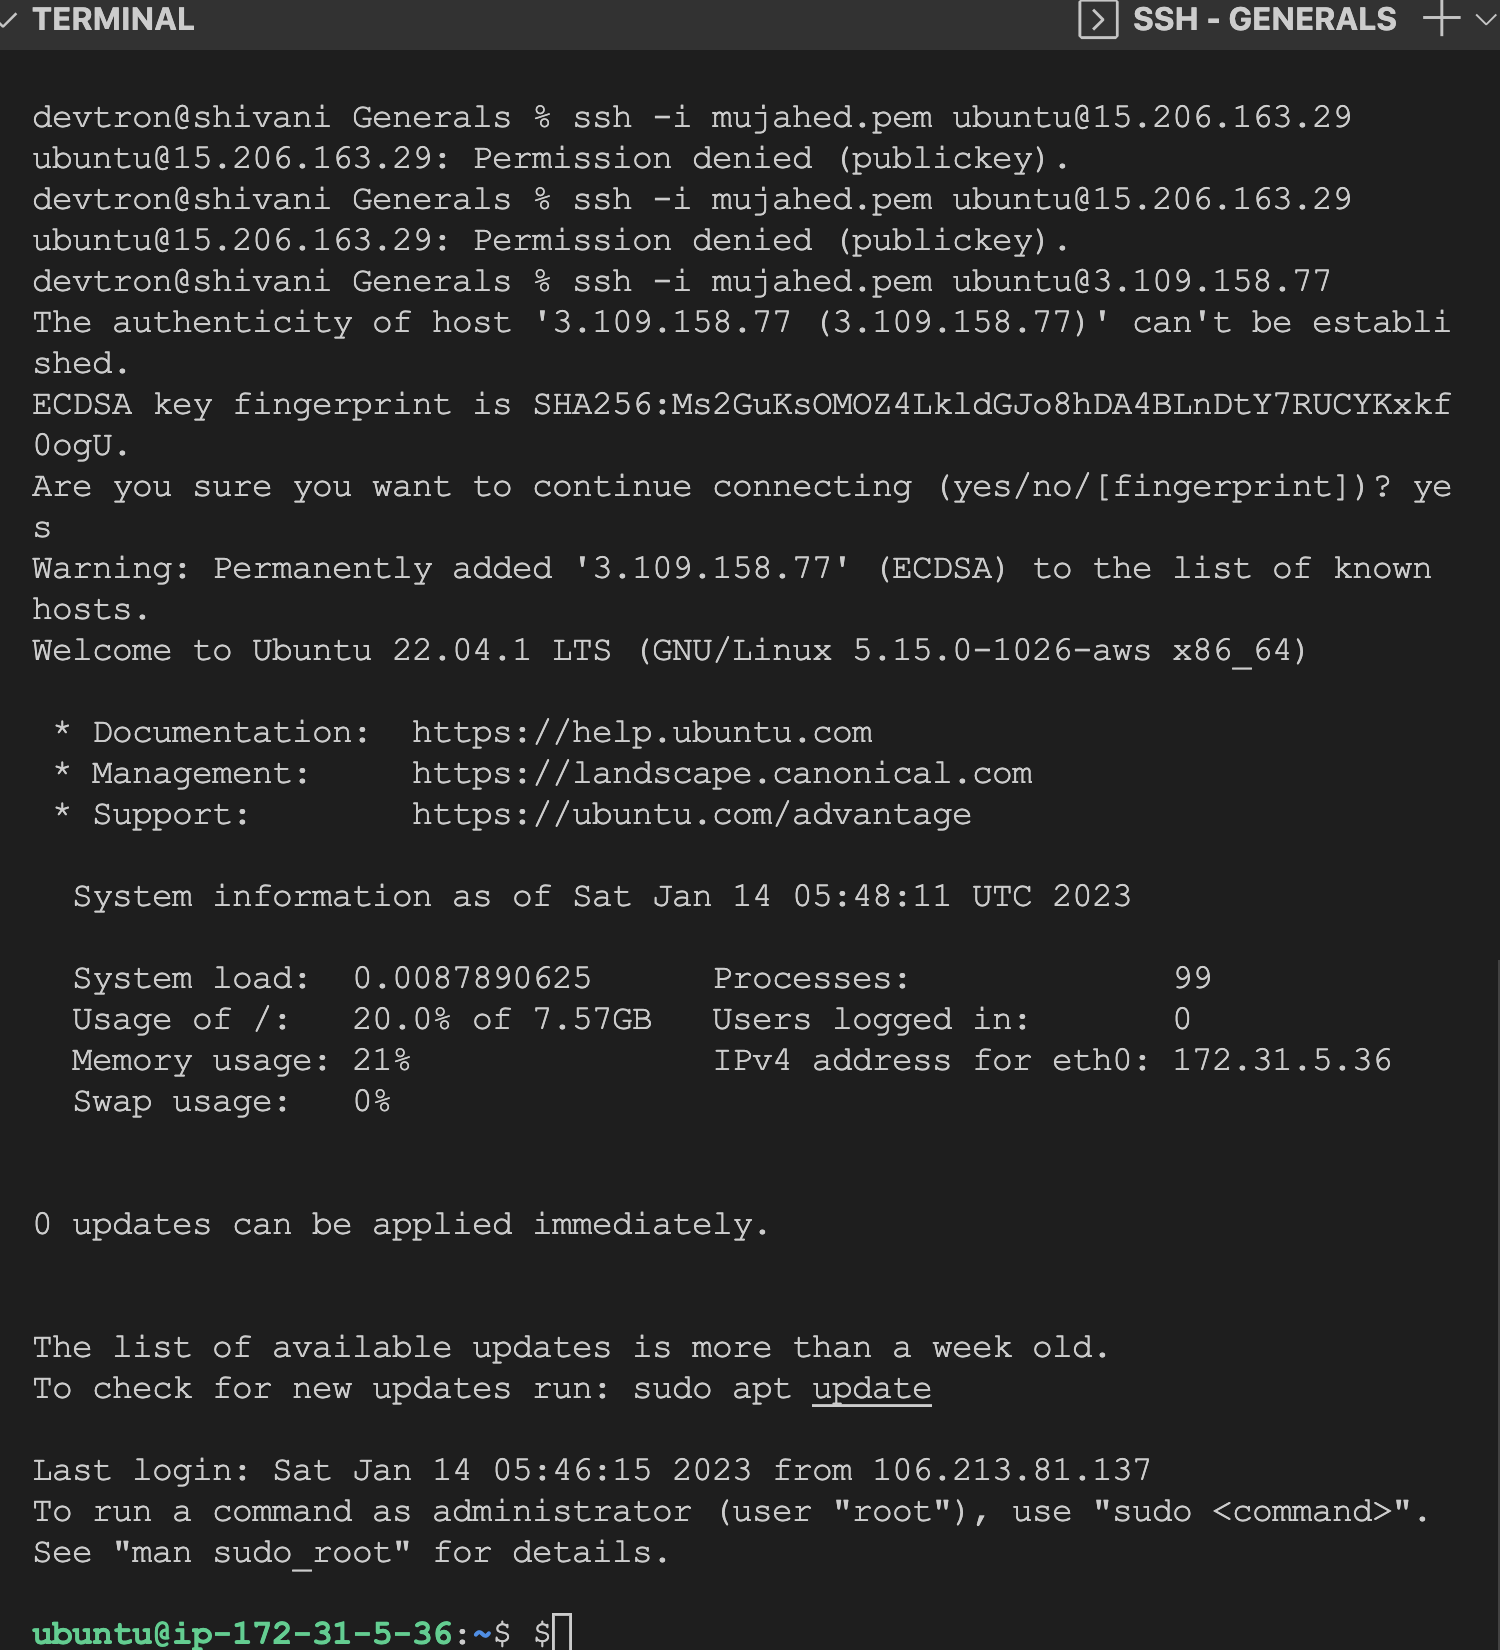 TERMINAL
SSH - GENERALS
devtron@shivani Generals % ssh -i mujahed.pem ubuntu@15.206.163.29
ubuntu@15.206.163.29: Permission denied (publickey).
devtron@shivani Generals % ssh -i mujahed.pem ubuntu@15.206.163.29
ubuntu@15.206.163.29: Permission denied (publickey).
devtron@shivani Generals % ssh -i mujahed.pem ubuntu@3.109.158.77
The authenticity of host '3.109.158.77 (3.109.158.77)' can't be establi
shed.
ECDSA key fingerprint is SHA256:Ms2GuKsOMOZ4LkldGJo8hDA4BLnDtY7RUCYKxkf
0ogU.
Are you sure you want to continue connecting (yes/no/[fingerprint])? ye
s
Warning: Permanently added '3.109.158.77' (ECDSA) to the list of known
hosts.
Welcome to Ubuntu 22.04.1 LTS (GNU/Linux 5.15.0-1026-aws x86_64)
* Documentation:  https://help.ubuntu.com
* Management:     https://landscape.canonical.com
* Support:        https://ubuntu.com/advantage
System information as of Sat Jan 14 05:48:11 UTC 2023
System load:  0.0087890625      Processes:             99
Usage of /:   20.0% of 7.57GB   Users logged in:       0
Memory usage: 21%               IPv4 address for eth0: 172.31.5.36
Swap usage:   0%
0 updates can be applied immediately.
The list of available updates is more than a week old.
To check for new updates run: sudo apt update
Last login: Sat Jan 14 05:46:15 2023 from 106.213.81.137
To run a command as administrator (user "root"), use "sudo <command>".
See "man sudo_root" for details.
ubuntu@ip-172-31-5-36:~$ $